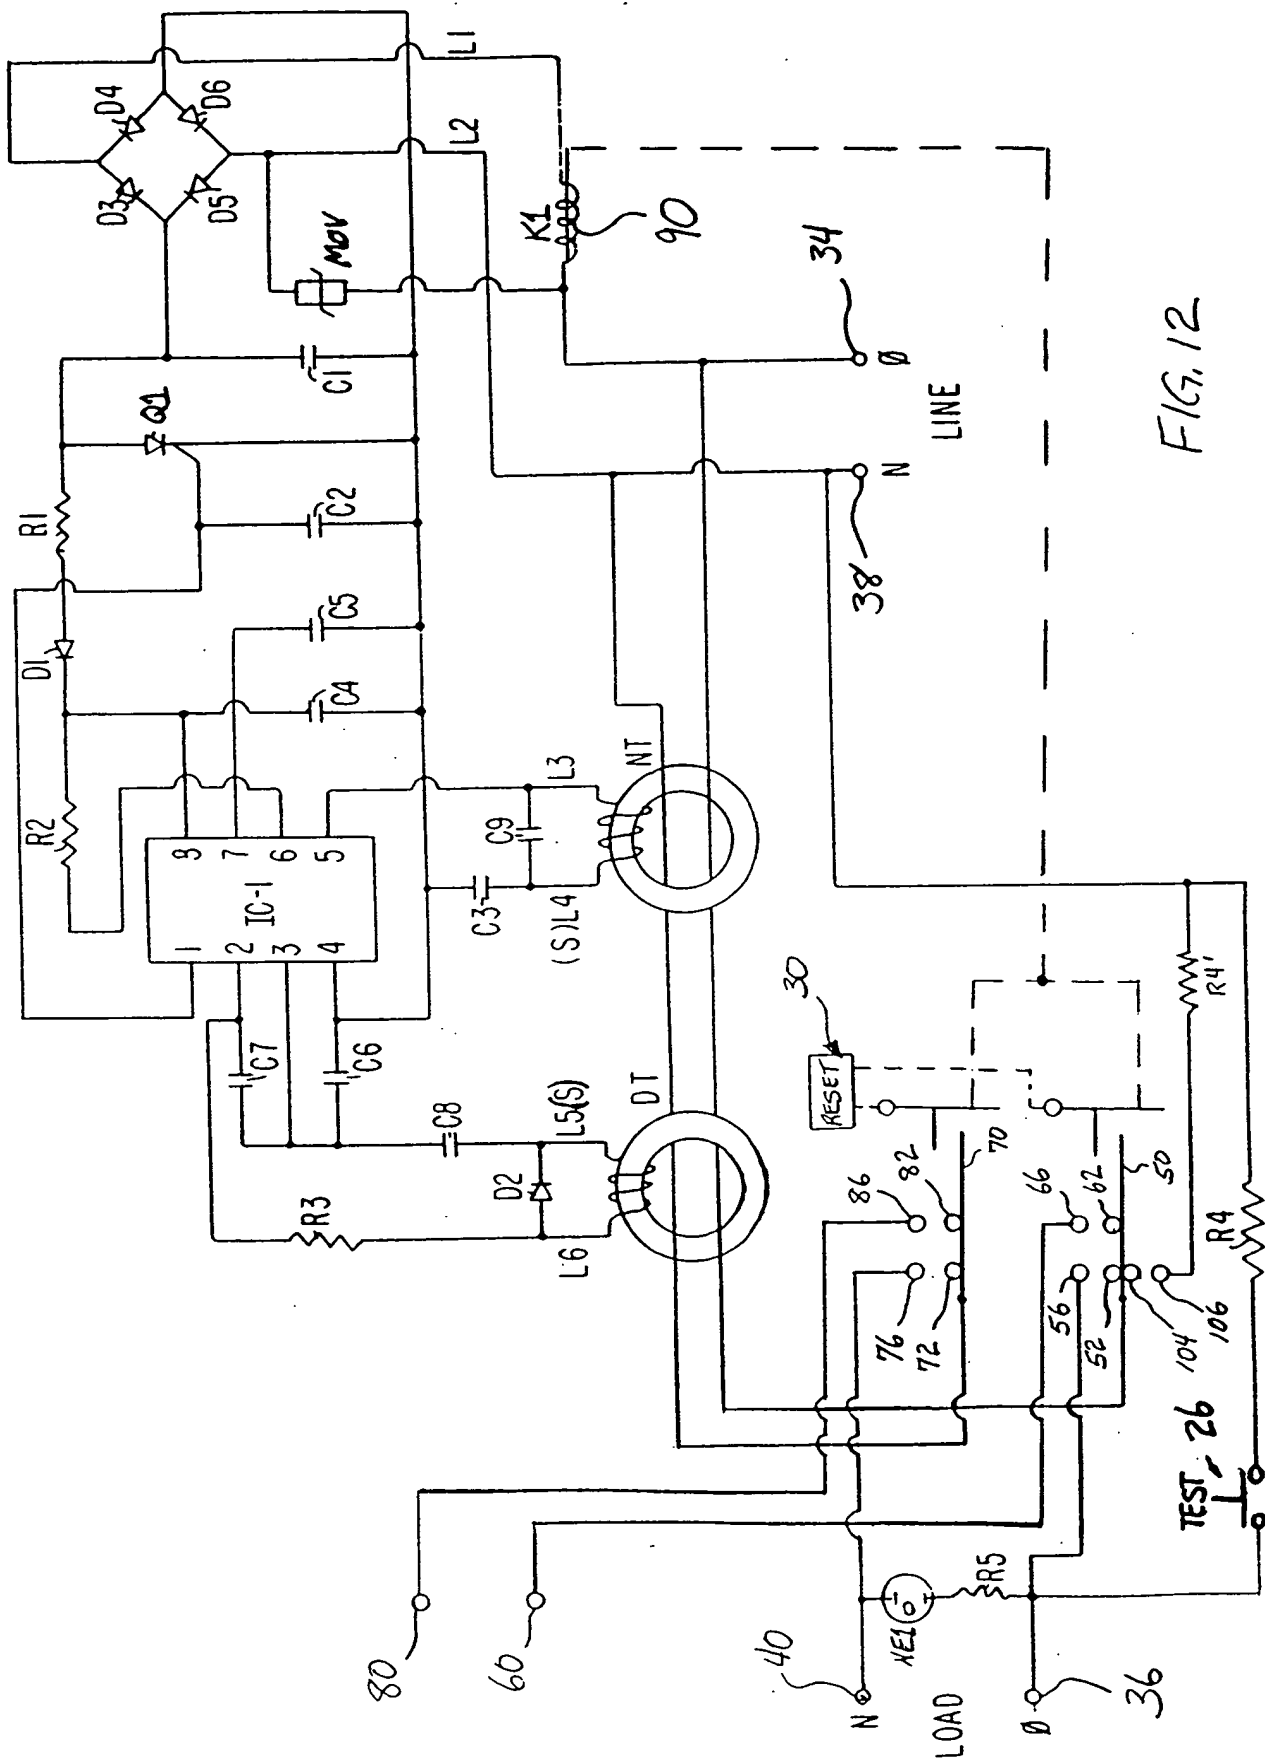 D4
D6
D3
D5
L1
L2
MOV
K1
90
34
Ø
C1
Q1
R1
C2
LINE
N
38
D1
C5
C4
R2
8
7
6
5
IC-1
1
2
3
4
C9
L3
NT
C3
(S)L4
C7
C6
C8
L5(S)
DT
D2
R3
L6
30
RESET
R4'
86
82
70
66
62
50
76
72
56
52
104
106
R4
TEST
26
80
60
40
N
NE1
R5
LOAD
Ø
36
FIG. 12